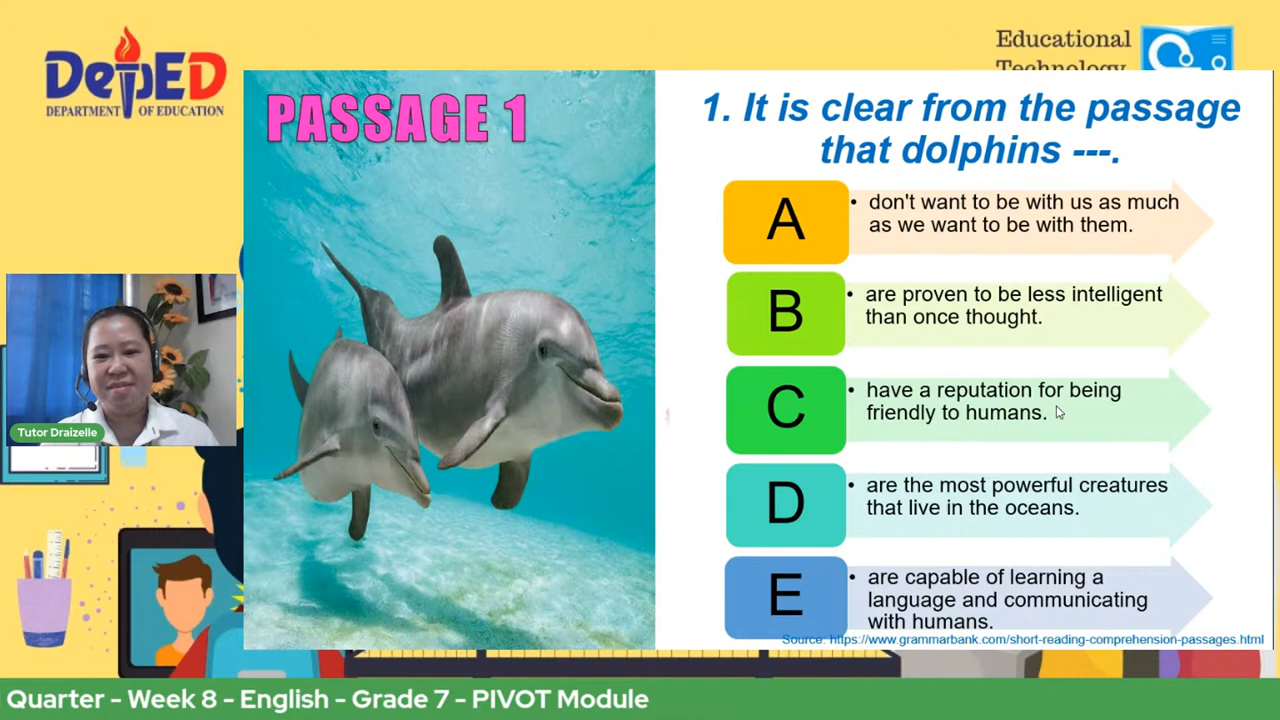 DepED
DEPARTMENT OF EDUCATION
Educational
Technology
PASSAGE 1
1. It is clear from the passage
that dolphins ---.
A
• don't want to be with us as much
as we want to be with them.
B
• are proven to be less intelligent
than once thought.
C
• have a reputation for being
friendly to humans.
D
• are the most powerful creatures
that live in the oceans.
E
• are capable of learning a
language and communicating
with humans.
Source: https://www.grammarbank.com/short-reading-comprehension-passages.html
Tutor Draizelle
Quarter - Week 8 - English - Grade 7 - PIVOT Module